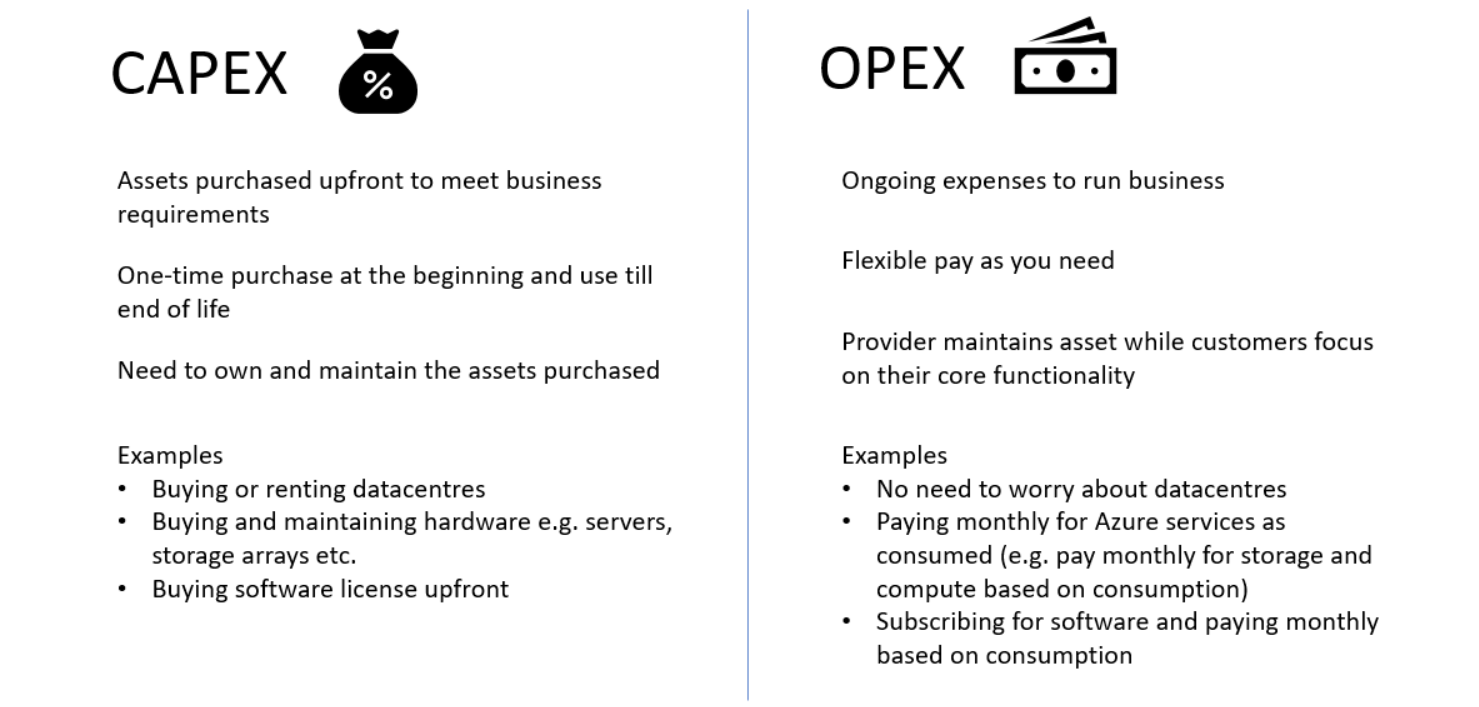 CAPEX
Assets purchased upfront to meet business
requirements
One-time purchase at the beginning and use till
end of life
Need to own and maintain the assets purchased
Examples
• Buying or renting datacentres
• Buying and maintaining hardware e.g. servers,
storage arrays etc.
• Buying software license upfront
OPEX
Ongoing expenses to run business
Flexible pay as you need
Provider maintains asset while customers focus
on their core functionality
Examples
• No need to worry about datacentres
• Paying monthly for Azure services as
consumed (e.g. pay monthly for storage and
compute based on consumption)
• Subscribing for software and paying monthly
based on consumption